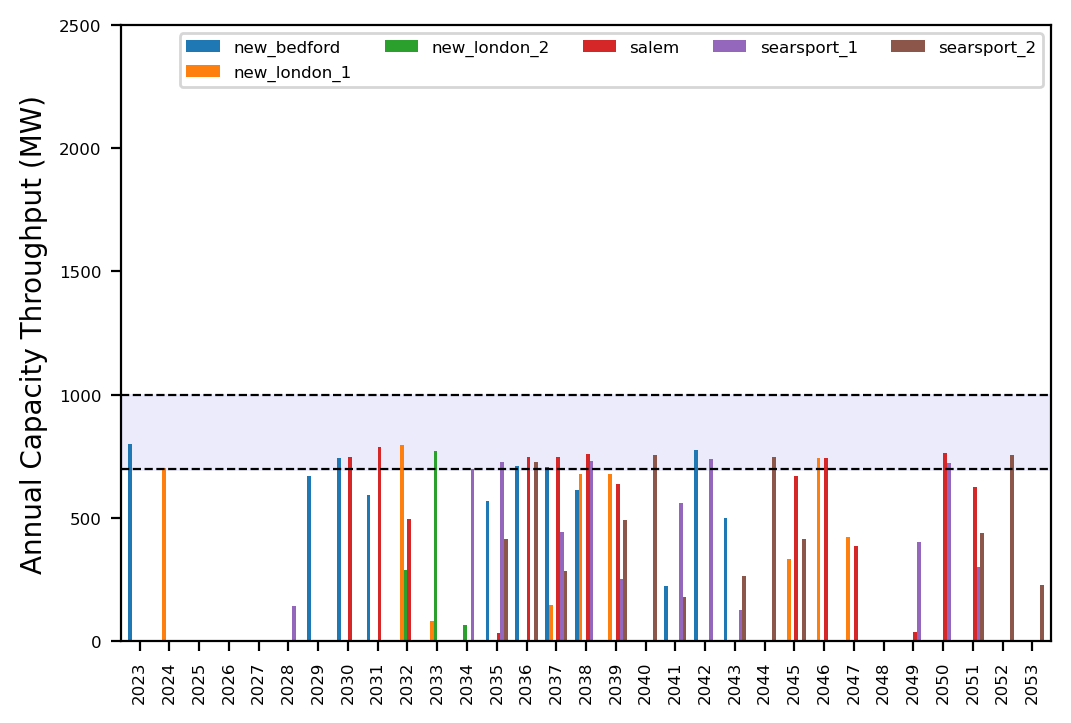 2500
2000
1500
1000
500
0
Annual Capacity Throughput (MW)
new_bedford new_london_2 salem searsport_1 searsport_2
new_london_1
2023 2024 2025 2026 2027 2028 2029 2030 2031 2032 2033 2034 2035 2036 2037 2038 2039 2040 2041 2042 2043 2044 2045 2046 2047 2048 2049 2050 2051 2052 2053